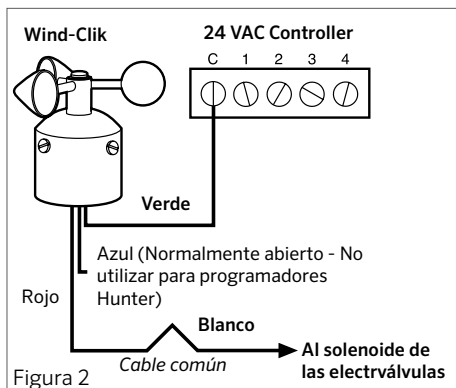 Wind-Clik
24 VAC Controller
C 1 2 3 4
Verde
Azul (Normalmente abierto - No
utilizar para programadores
Hunter)
Rojo
Blanco
Cable común
Al solenoide de
las electrválvulas
Figura 2